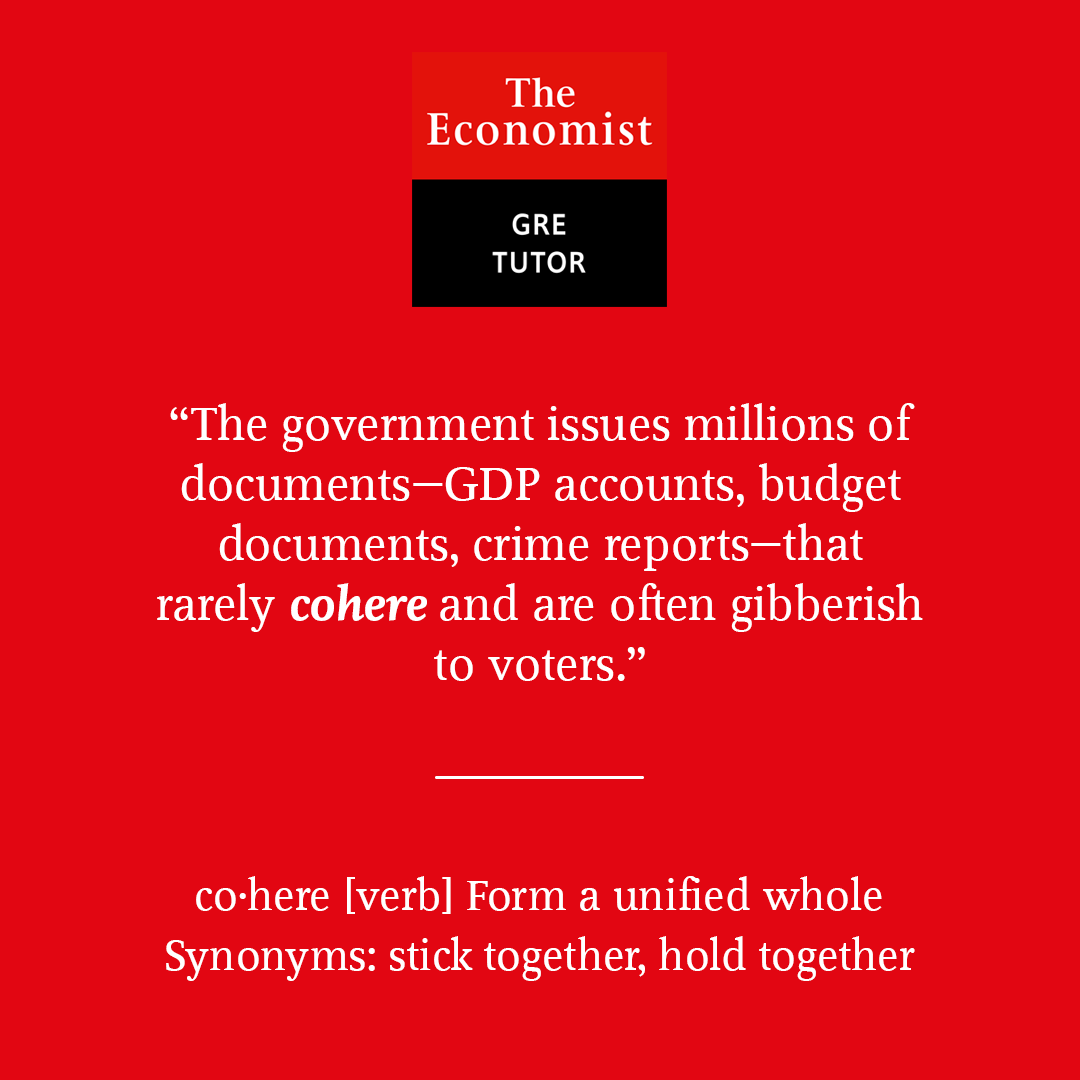 The
Economist
GRE
TUTOR
“The government issues millions of
documents—GDP accounts, budget
documents, crime reports—that
rarely cohere and are often gibberish
to voters.”
co·here [verb] Form a unified whole
Synonyms: stick together, hold together